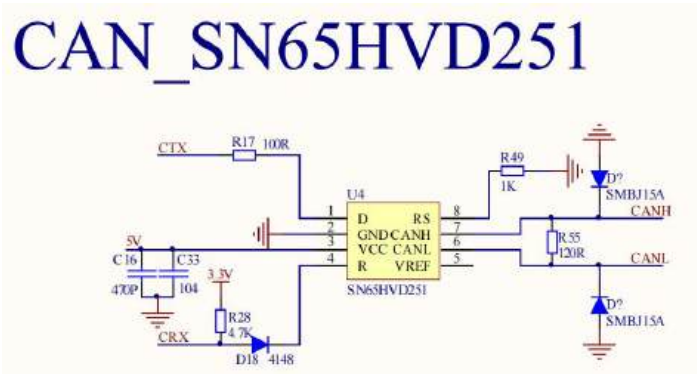 CAN_SN65HVD251
CTX
R17 100R
R49
1K
D?
SMBJ15A
U4
1 D RS 8
2 GND CANH 7
3 VCC CANL 6
4 R VREF 5
SN65HVD251
CANH
R55
120R
CANL
5V
C16
470P
C33
104
3.3V
R28
4.7K
CRX
D18 4148
D?
SMBJ15A